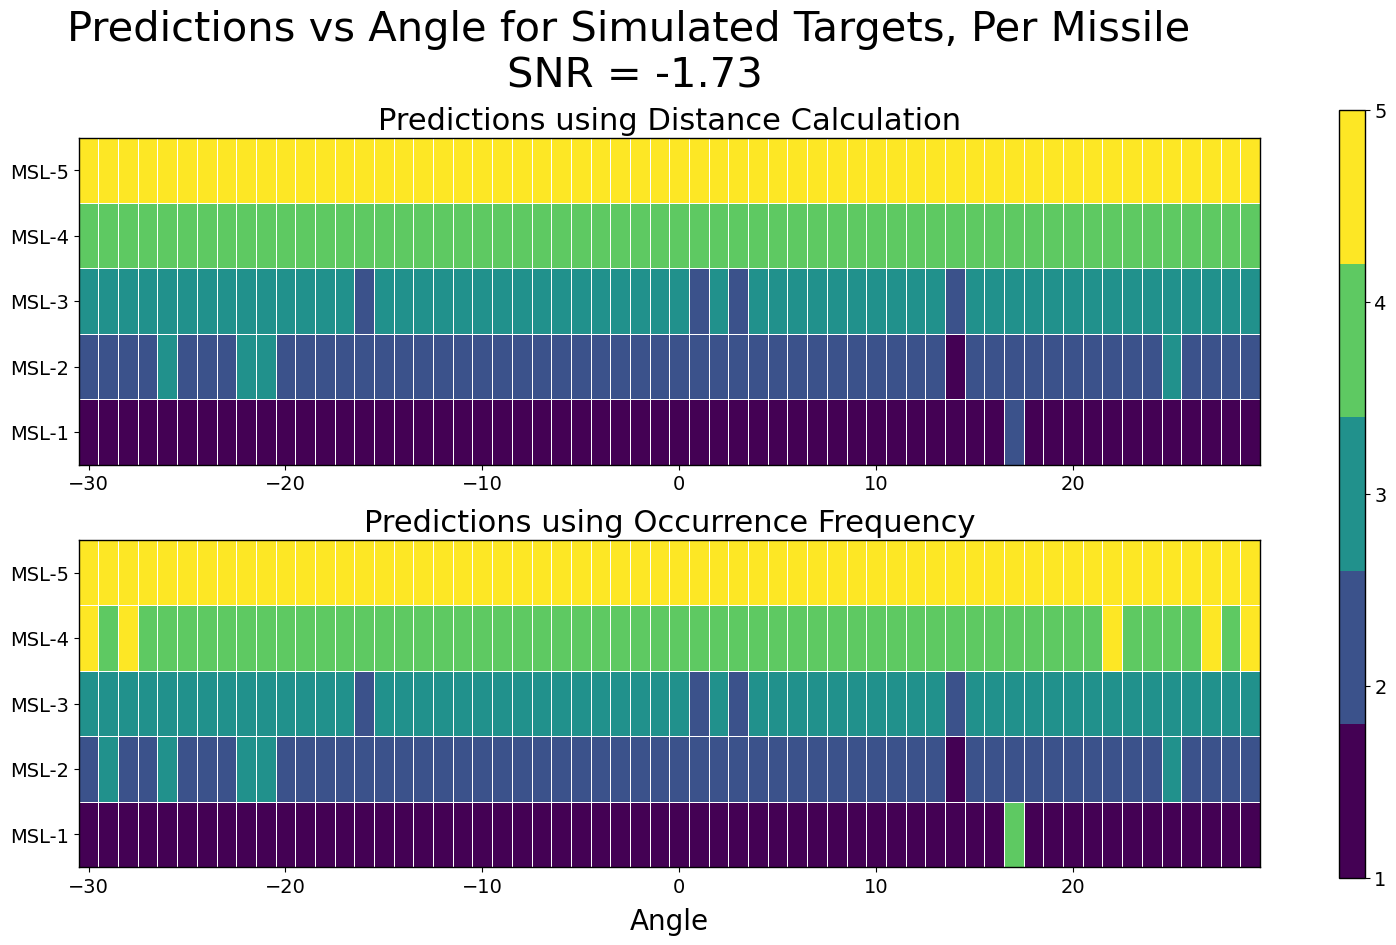 Predictions vs Angle for Simulated Targets, Per Missile
SNR = -1.73
Predictions using Distance Calculation
MSL-5
MSL-4
MSL-3
MSL-2
MSL-1
−30 −20 −10 0 10 20
Predictions using Occurrence Frequency
MSL-5
MSL-4
MSL-3
MSL-2
MSL-1
−30 −20 −10 0 10 20
Angle
5
4
3
2
1